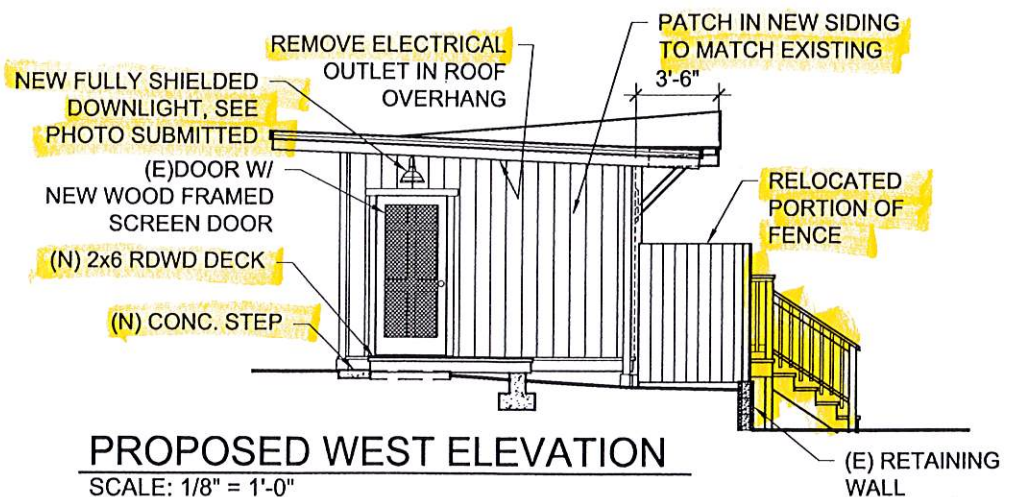 REMOVE ELECTRICAL
OUTLET IN ROOF
OVERHANG
PATCH IN NEW SIDING
TO MATCH EXISTING
3'-6"
NEW FULLY SHIELDED
DOWNLIGHT, SEE
PHOTO SUBMITTED
(E)DOOR W/
NEW WOOD FRAMED
SCREEN DOOR
(N) 2x6 RDWD DECK
(N) CONC. STEP
RELOCATED
PORTION OF
FENCE
(E) RETAINING
WALL
PROPOSED WEST ELEVATION
SCALE: 1/8" = 1'-0"